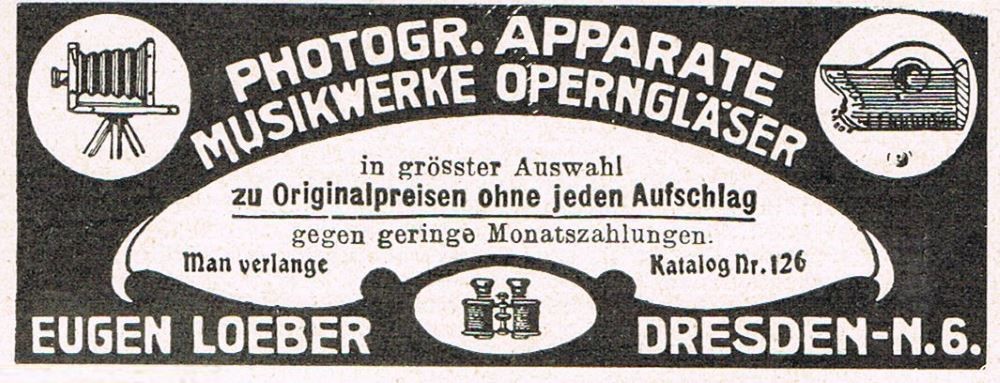 PHOTOGR. APPARATE
MUSIKWERKE OPERNGLÄSER
in grösster Auswahl
zu Originalpreisen ohne jeden Aufschlag
gegen geringe Monatszahlungen.
Man verlange Katalog Nr. 126
EUGEN LOEBER DRESDEN-N.6.